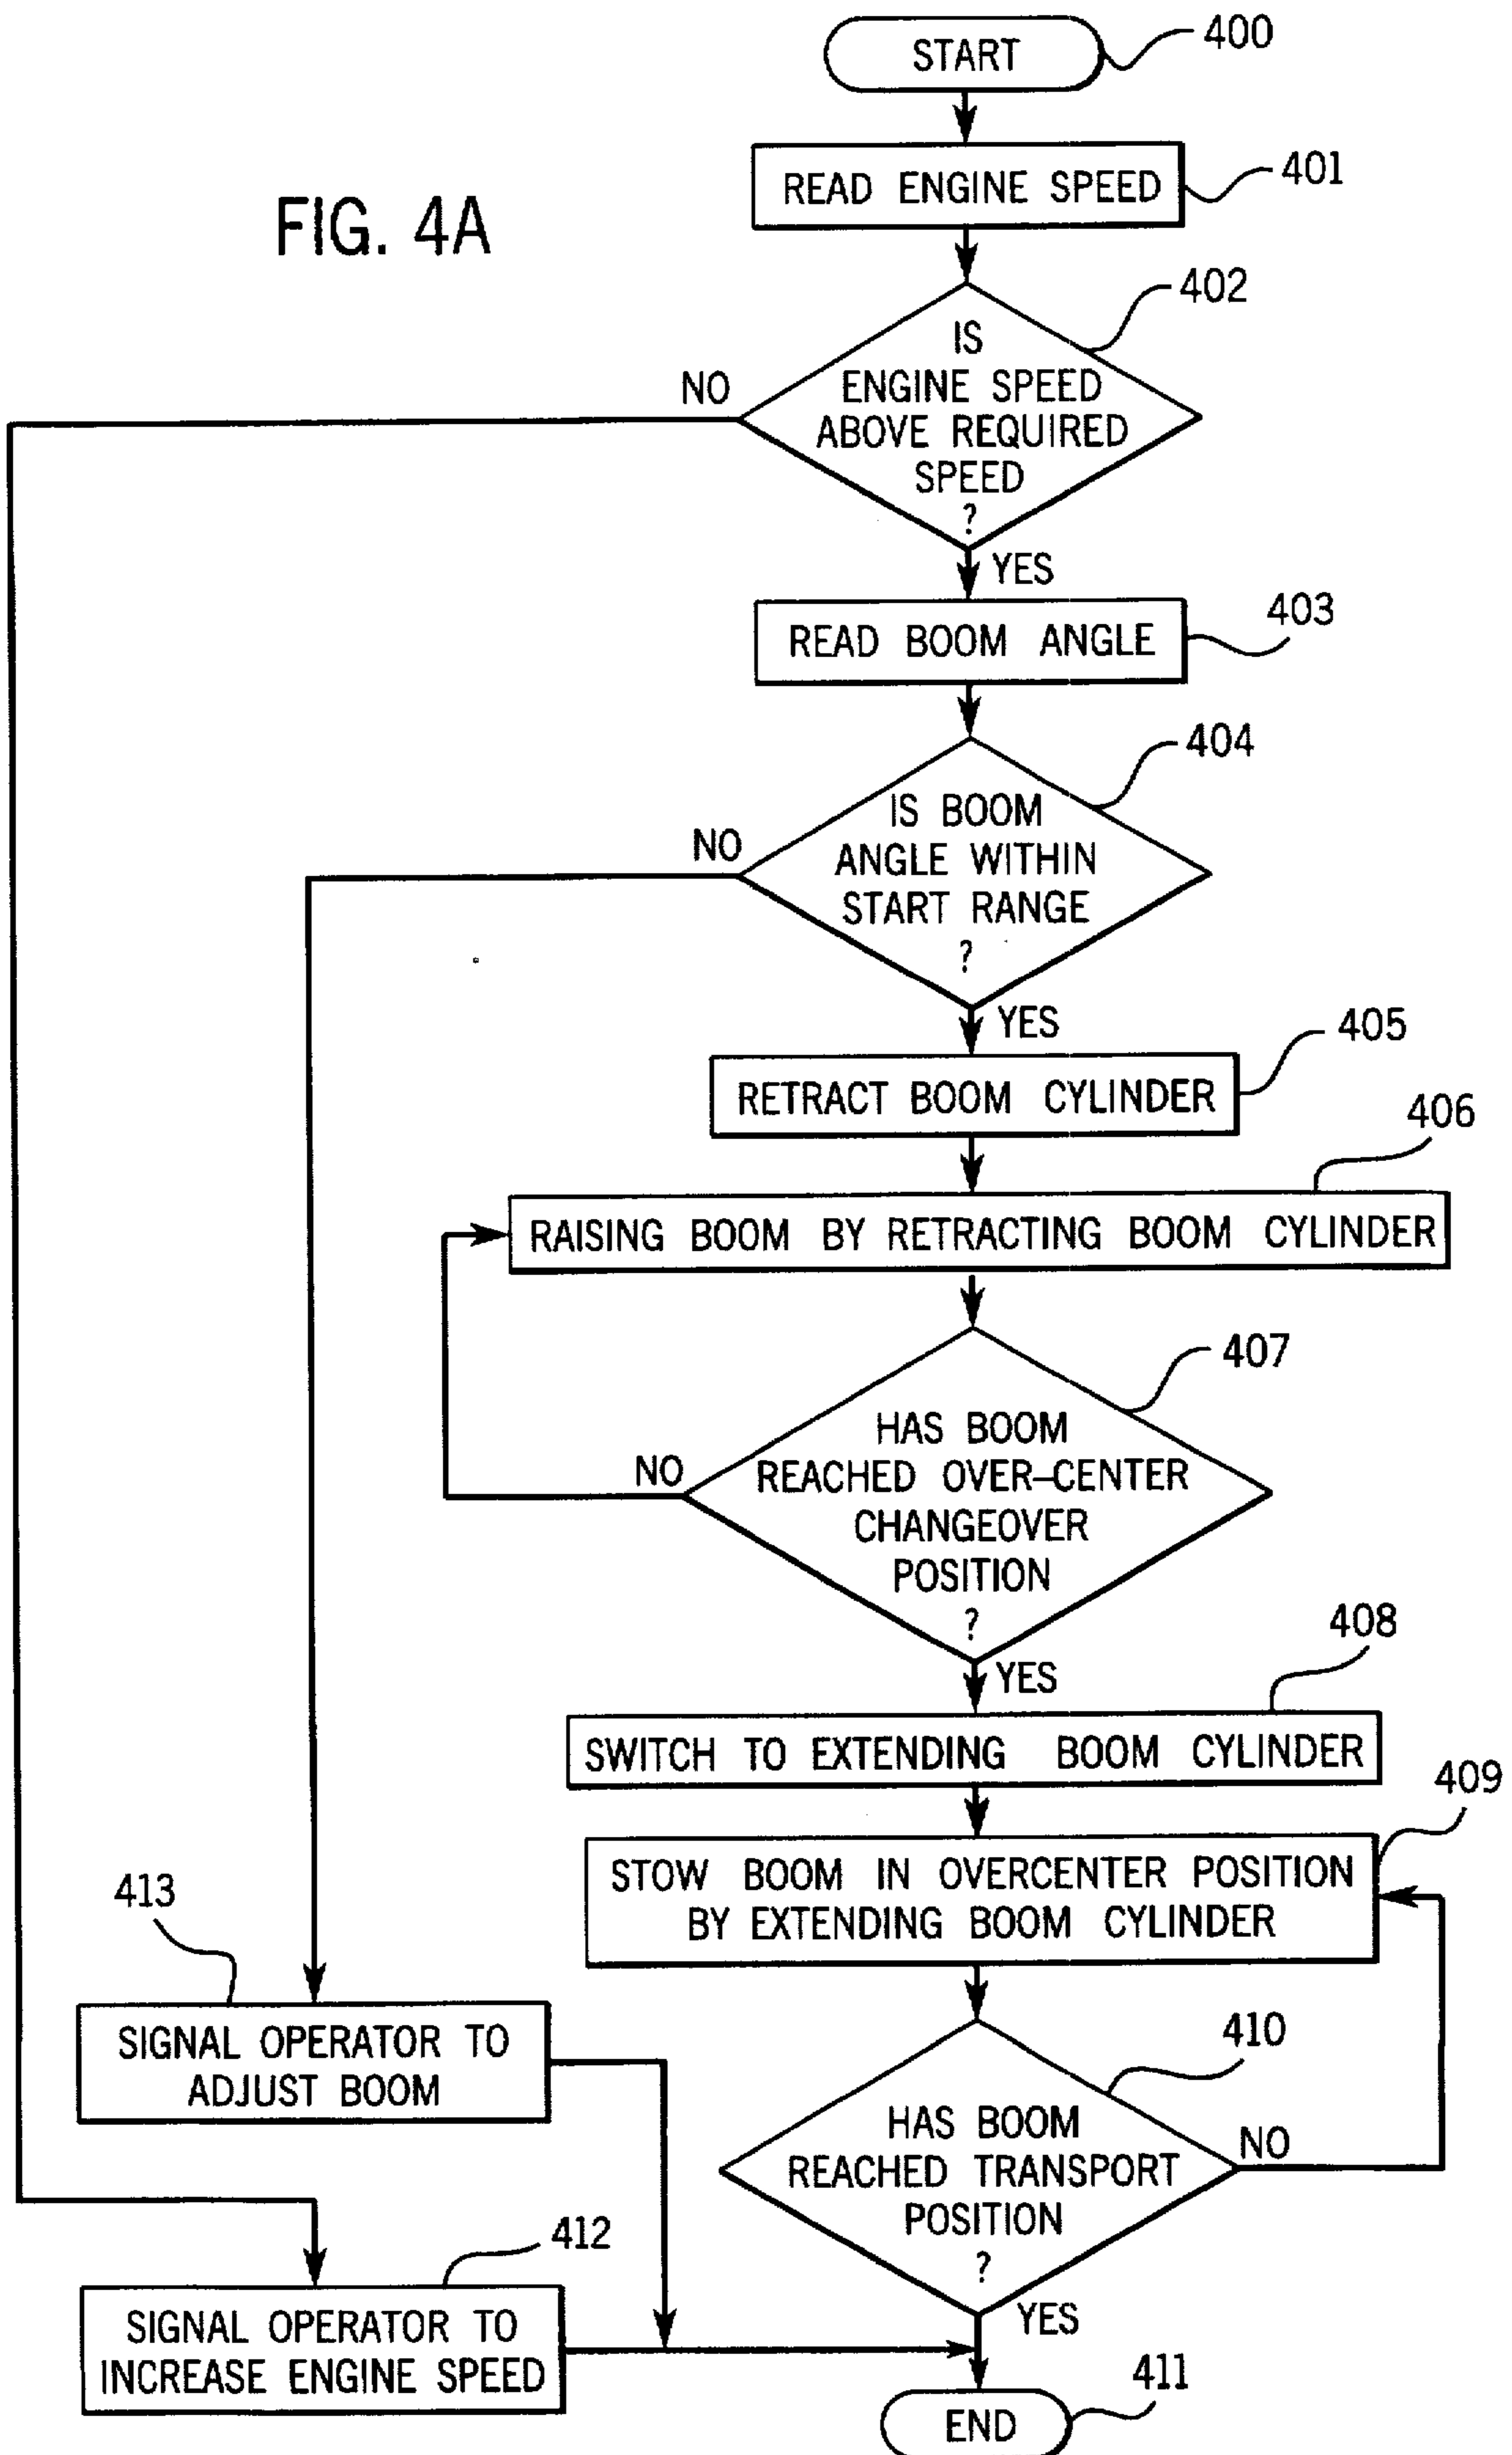 FIG. 4A
START
400
READ ENGINE SPEED
401
402
IS
ENGINE SPEED
ABOVE REQUIRED
SPEED
?
NO
YES
READ BOOM ANGLE
403
404
IS BOOM
ANGLE WITHIN
START RANGE
?
NO
YES
RETRACT BOOM CYLINDER
405
406
RAISING BOOM BY RETRACTING BOOM CYLINDER
407
HAS BOOM
REACHED OVER-CENTER
CHANGEOVER
POSITION
?
NO
YES
408
SWITCH TO EXTENDING BOOM CYLINDER
409
STOW BOOM IN OVERCENTER POSITION
BY EXTENDING BOOM CYLINDER
410
HAS BOOM
REACHED TRANSPORT
POSITION
?
NO
YES
413
SIGNAL OPERATOR TO
ADJUST BOOM
412
SIGNAL OPERATOR TO
INCREASE ENGINE SPEED
411
END